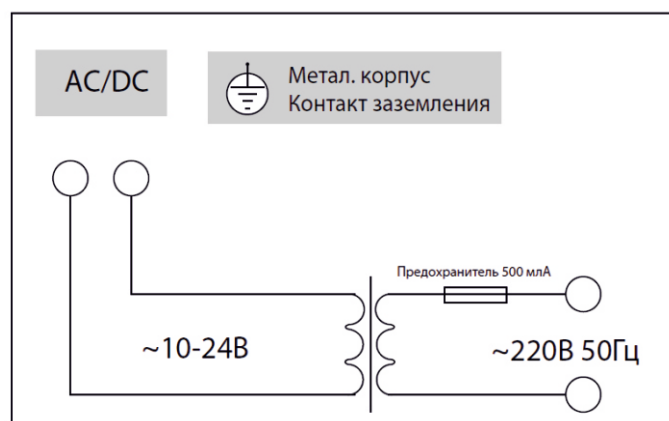 AC/DC
Метал. корпус
Контакт заземления
Предохранитель 500 млА
~10-24В
~220В 50Гц